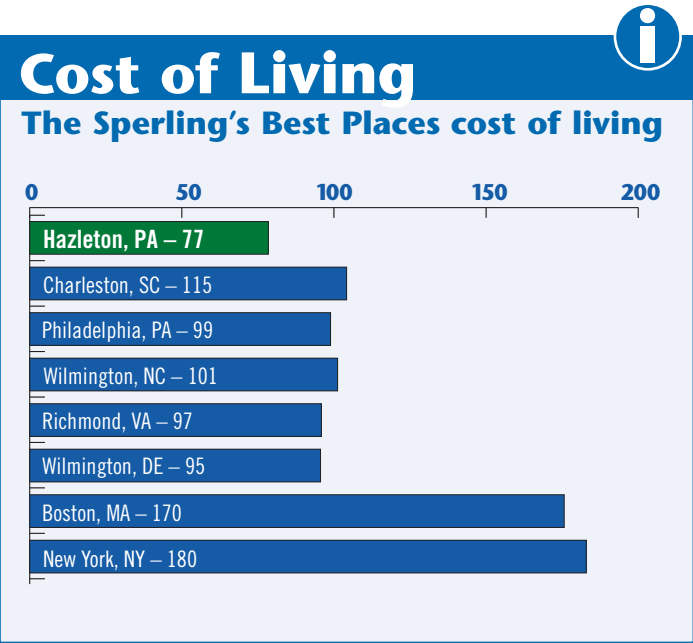 i
Cost of Living
The Sperling’s Best Places cost of living
0 50 100 150 200
Hazleton, PA – 77
Charleston, SC – 115
Philadelphia, PA – 99
Wilmington, NC – 101
Richmond, VA – 97
Wilmington, DE – 95
Boston, MA – 170
New York, NY – 180